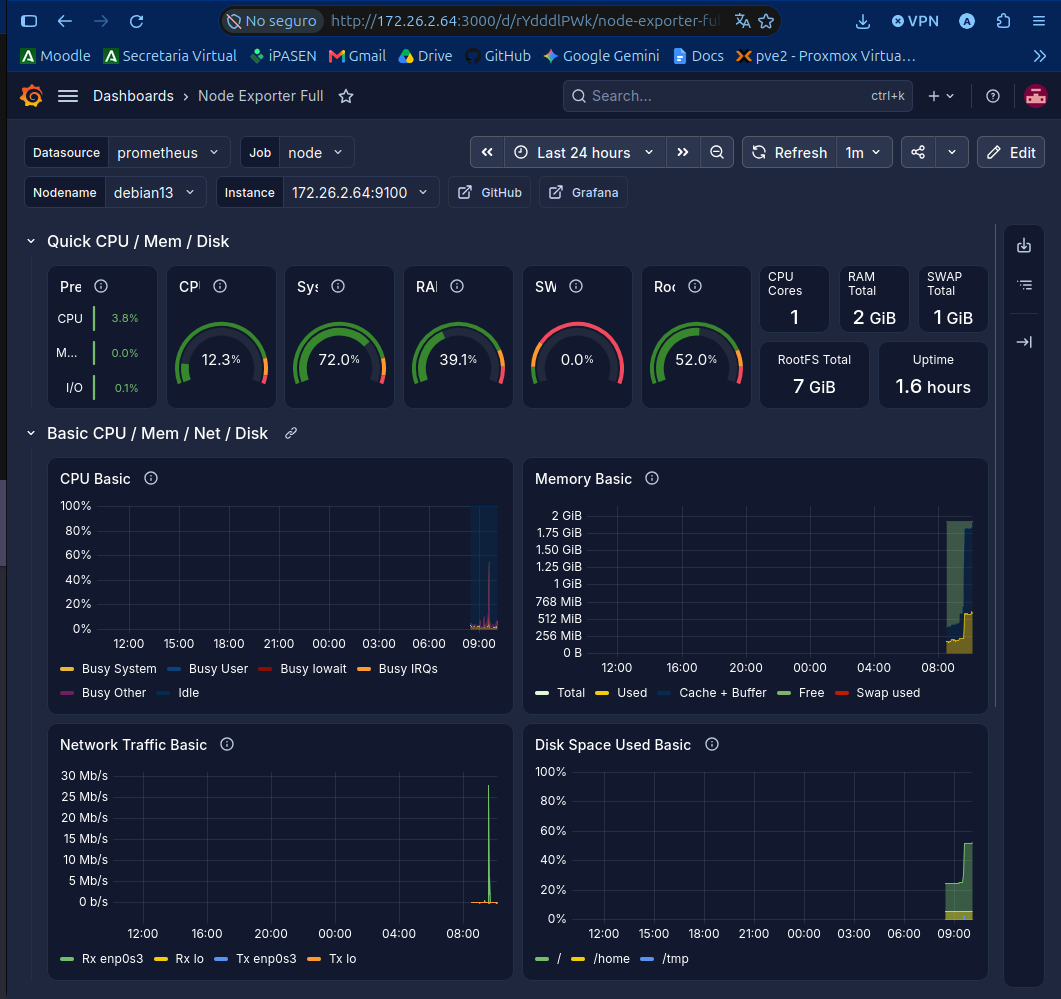 No seguro http://172.26.2.64:3000/d/rYdddlPWk/node-exporter-ful
VPN A
Moodle Secretaria Virtual iPASEN Gmail Drive GitHub Google Gemini Docs pve2 - Proxmox Virtua…
Dashboards › Node Exporter Full Search... ctrl+k
Datasource prometheus Job node Last 24 hours Refresh 1m Edit
Nodename debian13 Instance 172.26.2.64:9100 GitHub Grafana
Quick CPU / Mem / Disk
Pre CPU Sys RAI SW Roo CPU Cores RAM Total SWAP Total
CPU 3.8% 1 2 GiB 1 GiB
M... 0.0% 12.3% 72.0% 39.1% 0.0% 52.0% RootFS Total Uptime
I/O 0.1% 7 GiB 1.6 hours
Basic CPU / Mem / Net / Disk
CPU Basic
100%
80%
60%
40%
20%
0%
12:00 15:00 18:00 21:00 00:00 03:00 06:00 09:00
Busy System Busy User Busy Iowait Busy IRQs
Busy Other Idle
Memory Basic
2 GiB
1.75 GiB
1.50 GiB
1.25 GiB
1 GiB
768 MiB
512 MiB
256 MiB
0 B
12:00 16:00 20:00 00:00 04:00 08:00
Total Used Cache + Buffer Free Swap used
Network Traffic Basic
30 Mb/s
25 Mb/s
20 Mb/s
15 Mb/s
10 Mb/s
5 Mb/s
0 b/s
12:00 16:00 20:00 00:00 04:00 08:00
Rx enp0s3 Rx lo Tx enp0s3 Tx lo
Disk Space Used Basic
100%
80%
60%
40%
20%
0%
12:00 15:00 18:00 21:00 00:00 03:00 06:00 09:00
/ /home /tmp